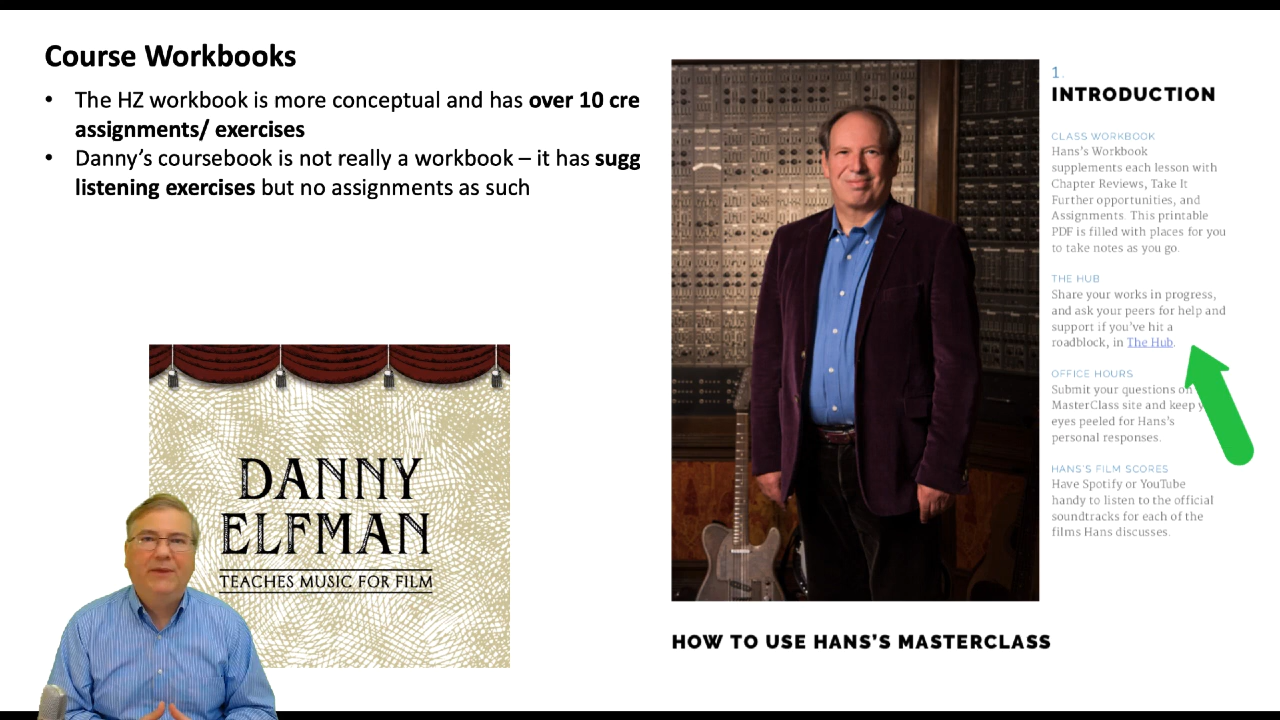 Course Workbooks
• The HZ workbook is more conceptual and has over 10 cre
assignments/ exercises
• Danny’s coursebook is not really a workbook – it has sugg
listening exercises but no assignments as such
DANNY
ELFMAN
TEACHES MUSIC FOR FILM
1.
INTRODUCTION
CLASS WORKBOOK
Hans’s Workbook
supplements each lesson with
Chapter Reviews, Take It
Further opportunities, and
Assignments. This printable
PDF is filled with places for you
to take notes as you go.
THE HUB
Share your works in progress,
and ask your peers for help and
support if you’ve hit a
roadblock, in The Hub.
OFFICE HOURS
Submit your questions on
MasterClass site and keep y
eyes peeled for Hans’s
personal responses.
HANS’S FILM SCORES
Have Spotify or YouTube
handy to listen to the official
soundtracks for each of the
films Hans discusses.
HOW TO USE HANS’S MASTERCLASS